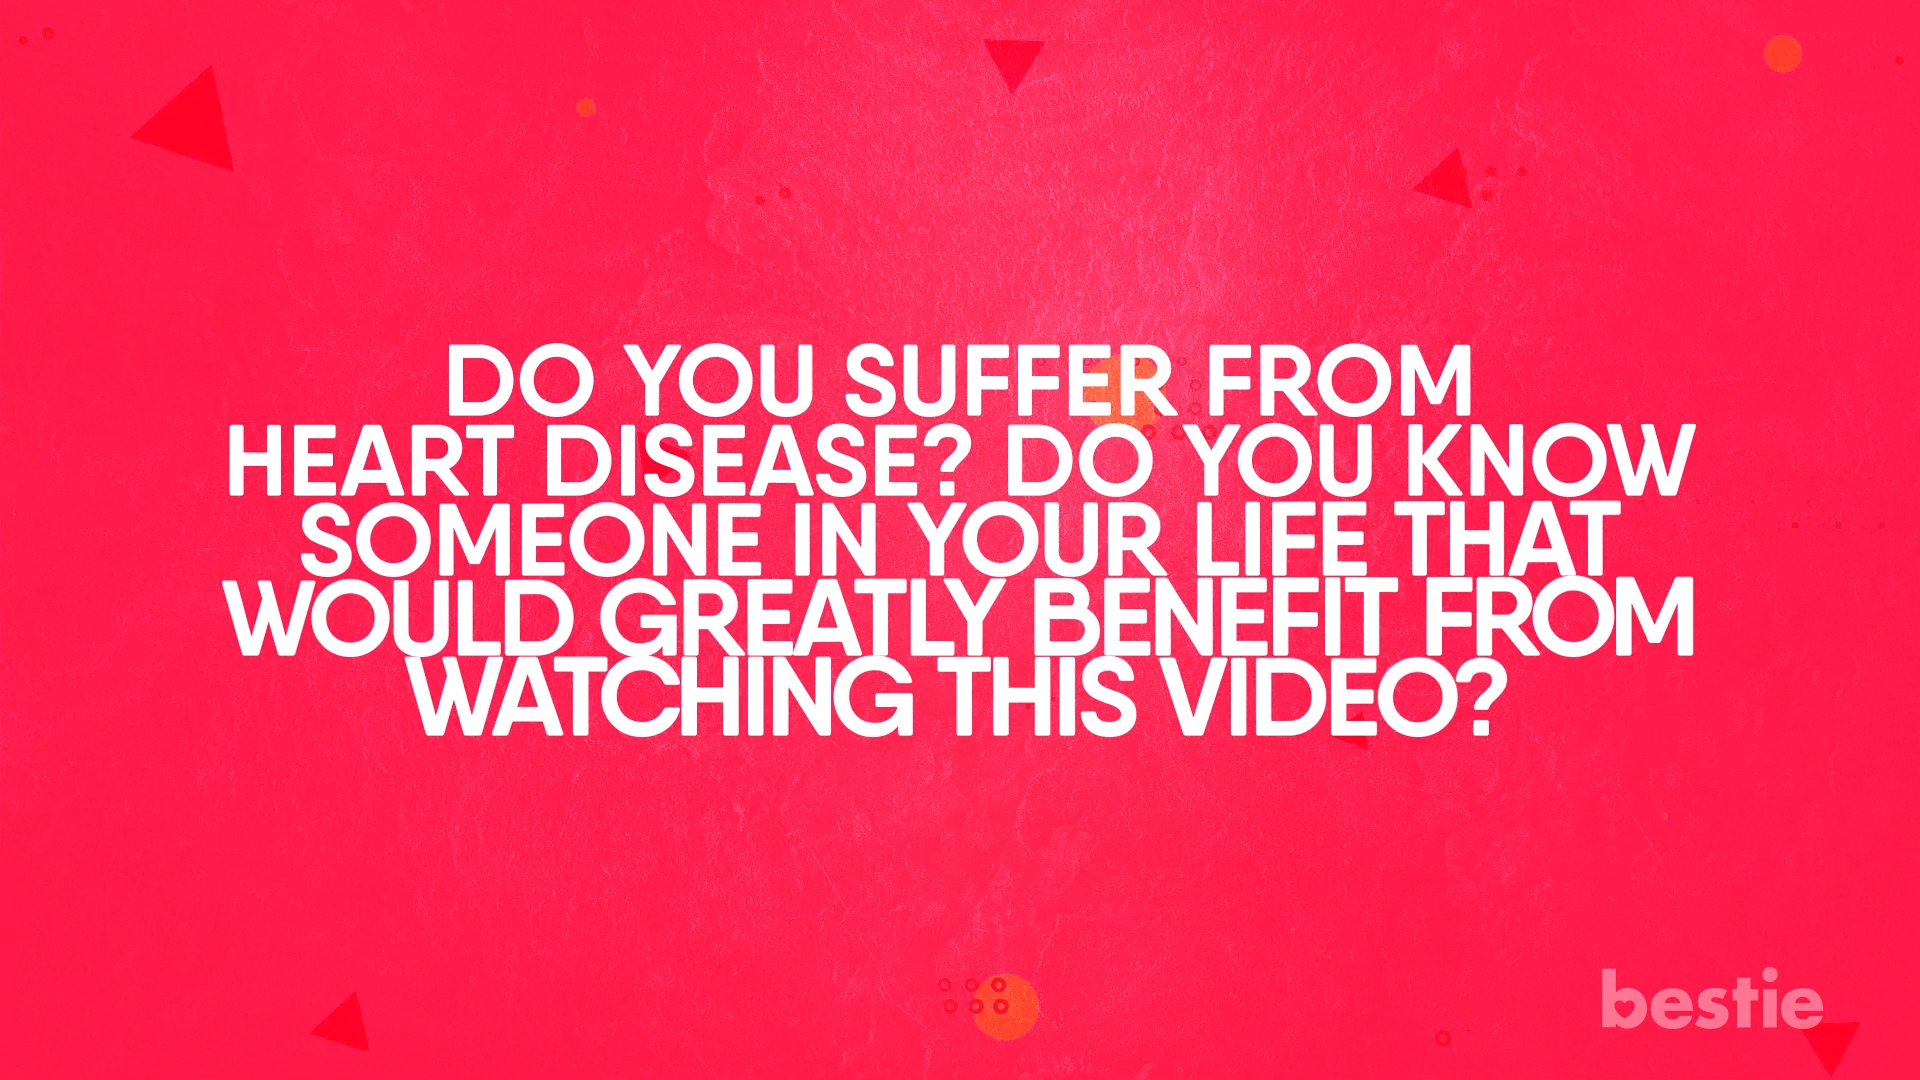 DO YOU SUFFER FROM
HEART DISEASE? DO YOU KNOW
SOMEONE IN YOUR LIFE THAT
WOULD GREATLY BENEFIT FROM
WATCHING THIS VIDEO?
bestie